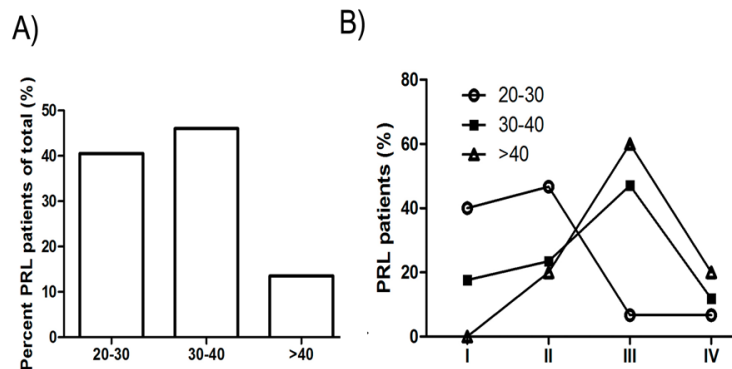 A)
Percent PRL patients of total (%)
50
40
30
20
10
0
20-30 30-40 >40
B)
PRL patients (%)
80
60
40
20
0
20-30
30-40
>40
I II III IV